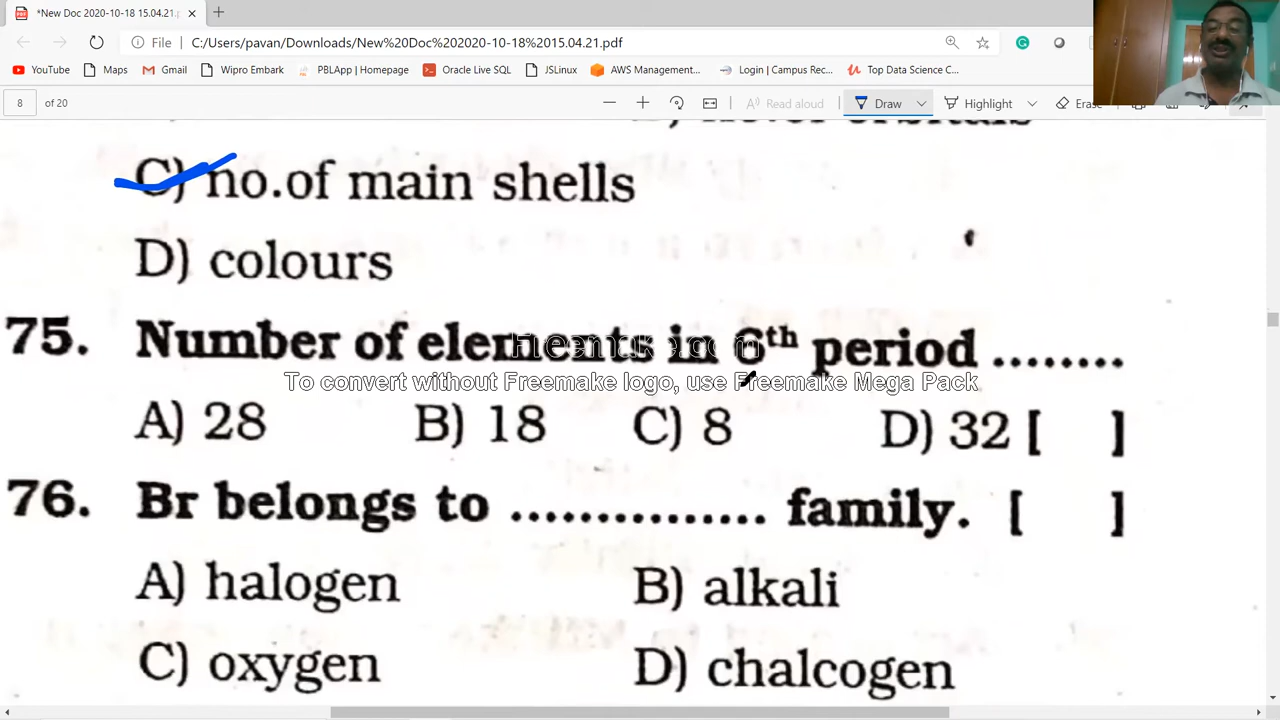 *New Doc 2020-10-18 15.04.21.p
File C:/Users/pavan/Downloads/New%20Doc%202020-10-18%2015.04.21.pdf
YouTube Maps Gmail Wipro Embark PBLApp | Homepage Oracle Live SQL JSLinux AWS Management... Login | Campus Rec... Top Data Science C...
8 of 20 Read aloud Draw Highlight Erase
C) no.of main shells
D) colours
75. Number of elements in 6th period ........
Freemake.com
To convert without Freemake logo, use Freemake Mega Pack
A) 28 B) 18 C) 8 D) 32 [ ]
76. Br belongs to ............... family. [ ]
A) halogen B) alkali
C) oxygen D) chalcogen